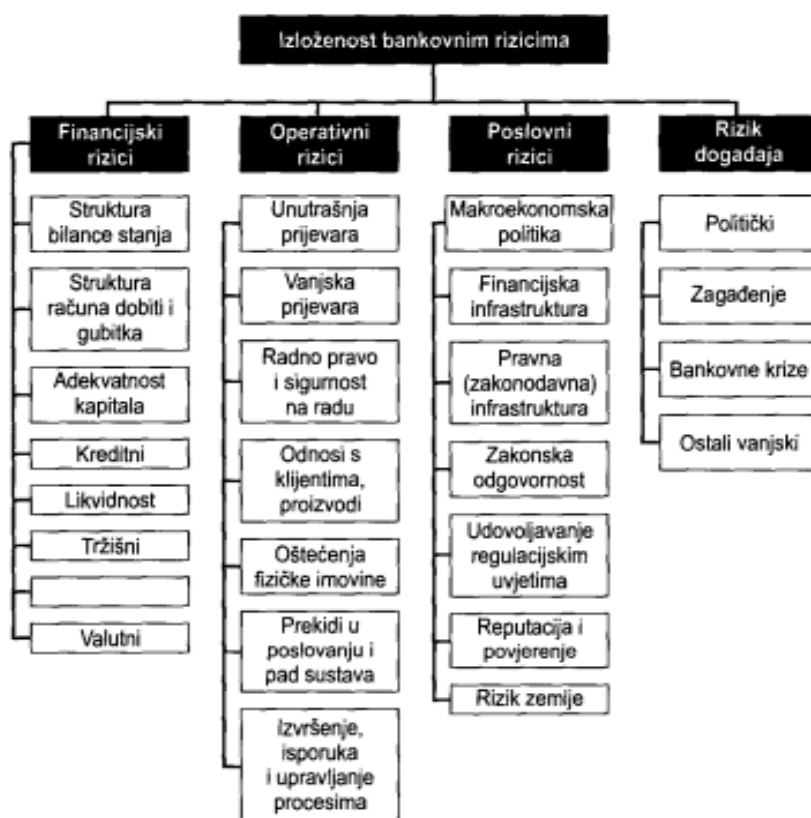 Izloženost bankovnim rizicima
Financijski
rizici
Struktura
bilance stanja
Struktura
računa dobiti i
gubitka
Adekvatnost
kapitala
Kreditni
Likvidnost
Tržišni
Valutni
Operativni
rizici
Unutrašnja
prijevara
Vanjska
prijevara
Radno pravo
i sigurnost
na radu
Odnosi s
klijentima,
proizvodi
Oštećenja
fizičke imovine
Prekidi u
poslovanju i
pad sustava
Izvršenje,
isporuka
i upravljanje
procesima
Poslovni
rizici
Makroekonomska
politika
Financijska
infrastruktura
Pravna
(zakonodavna)
infrastruktura
Zakonska
odgovornost
Udovoljavanje
regulacijskim
uvjetima
Reputacija i
povjerenje
Rizik zemije
Rizik
događaja
Politički
Zagađenje
Bankovne krize
Ostali vanjski